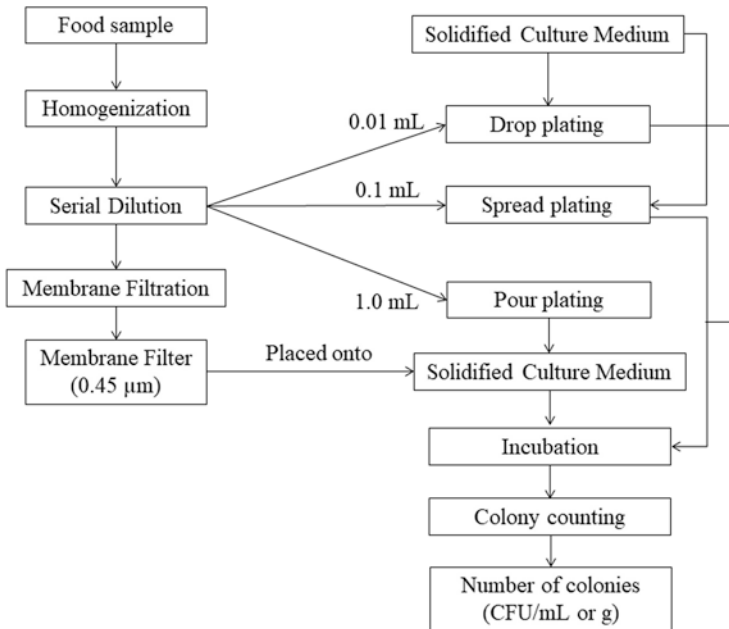 Food sample
Solidified Culture Medium
Homogenization
0.01 mL
Drop plating
Serial Dilution
0.1 mL
Spread plating
Membrane Filtration
1.0 mL
Pour plating
Membrane Filter
(0.45 µm)
Placed onto
Solidified Culture Medium
Incubation
Colony counting
Number of colonies
(CFU/mL or g)